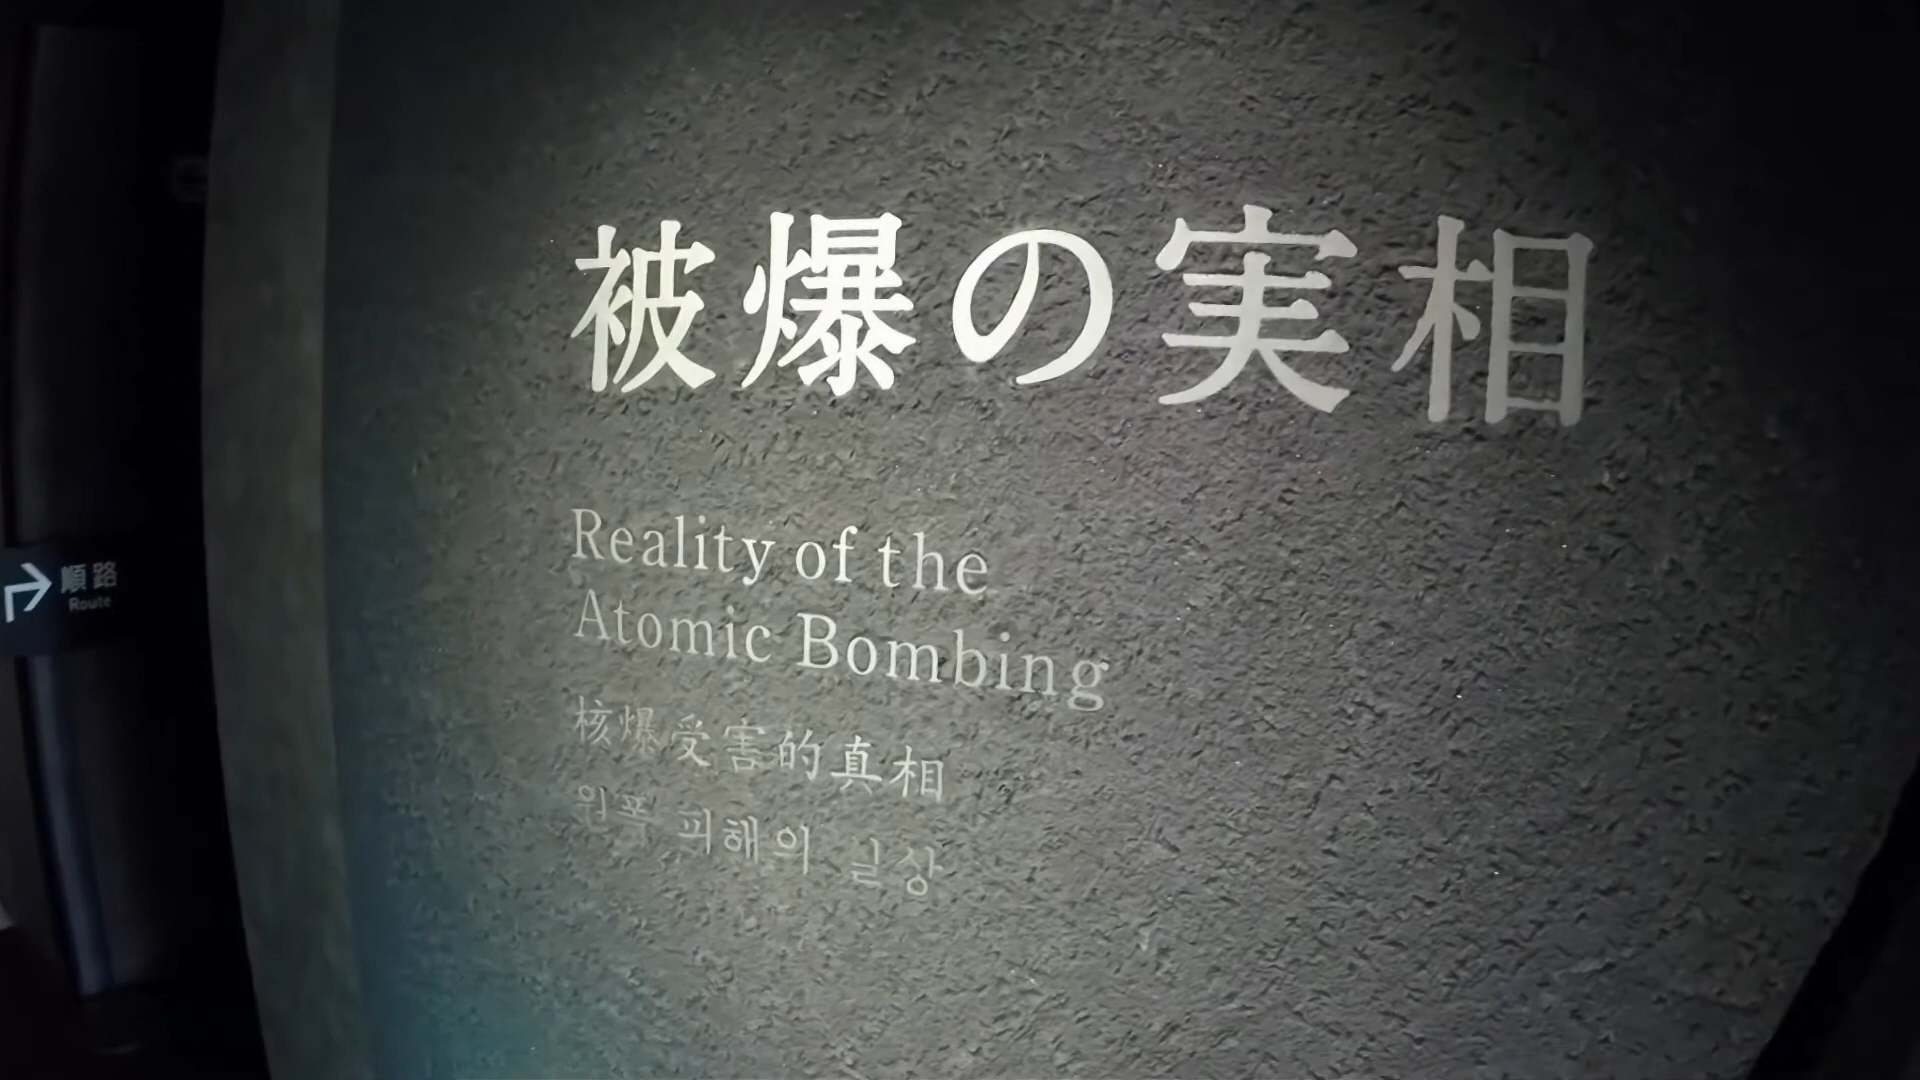 被爆の実相
Reality of the
Atomic Bombing
核爆受害的真相
원폭 피해의 실상
順路
Route